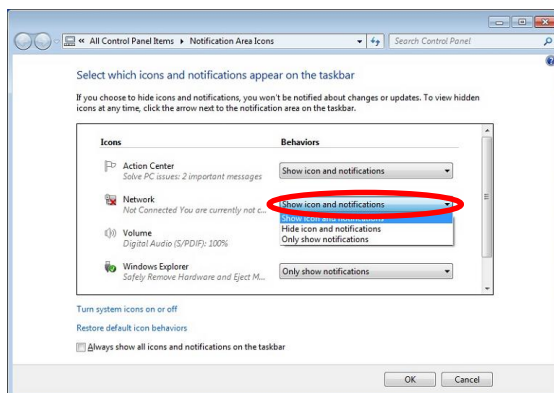 « All Control Panel Items ▸ Notification Area Icons
Search Control Panel
Select which icons and notifications appear on the taskbar
If you choose to hide icons and notifications, you won't be notified about changes or updates. To view hidden
icons at any time, click the arrow next to the notification area on the taskbar.
Icons Behaviors
Action Center
Solve PC issues: 2 important messages
Show icon and notifications
Network
Not Connected You are currently not c...
Show icon and notifications
Show icon and notifications
Hide icon and notifications
Only show notifications
Volume
Digital Audio (S/PDIF): 100%
Windows Explorer
Safely Remove Hardware and Eject M...
Only show notifications
Turn system icons on or off
Restore default icon behaviors
Always show all icons and notifications on the taskbar
OK Cancel